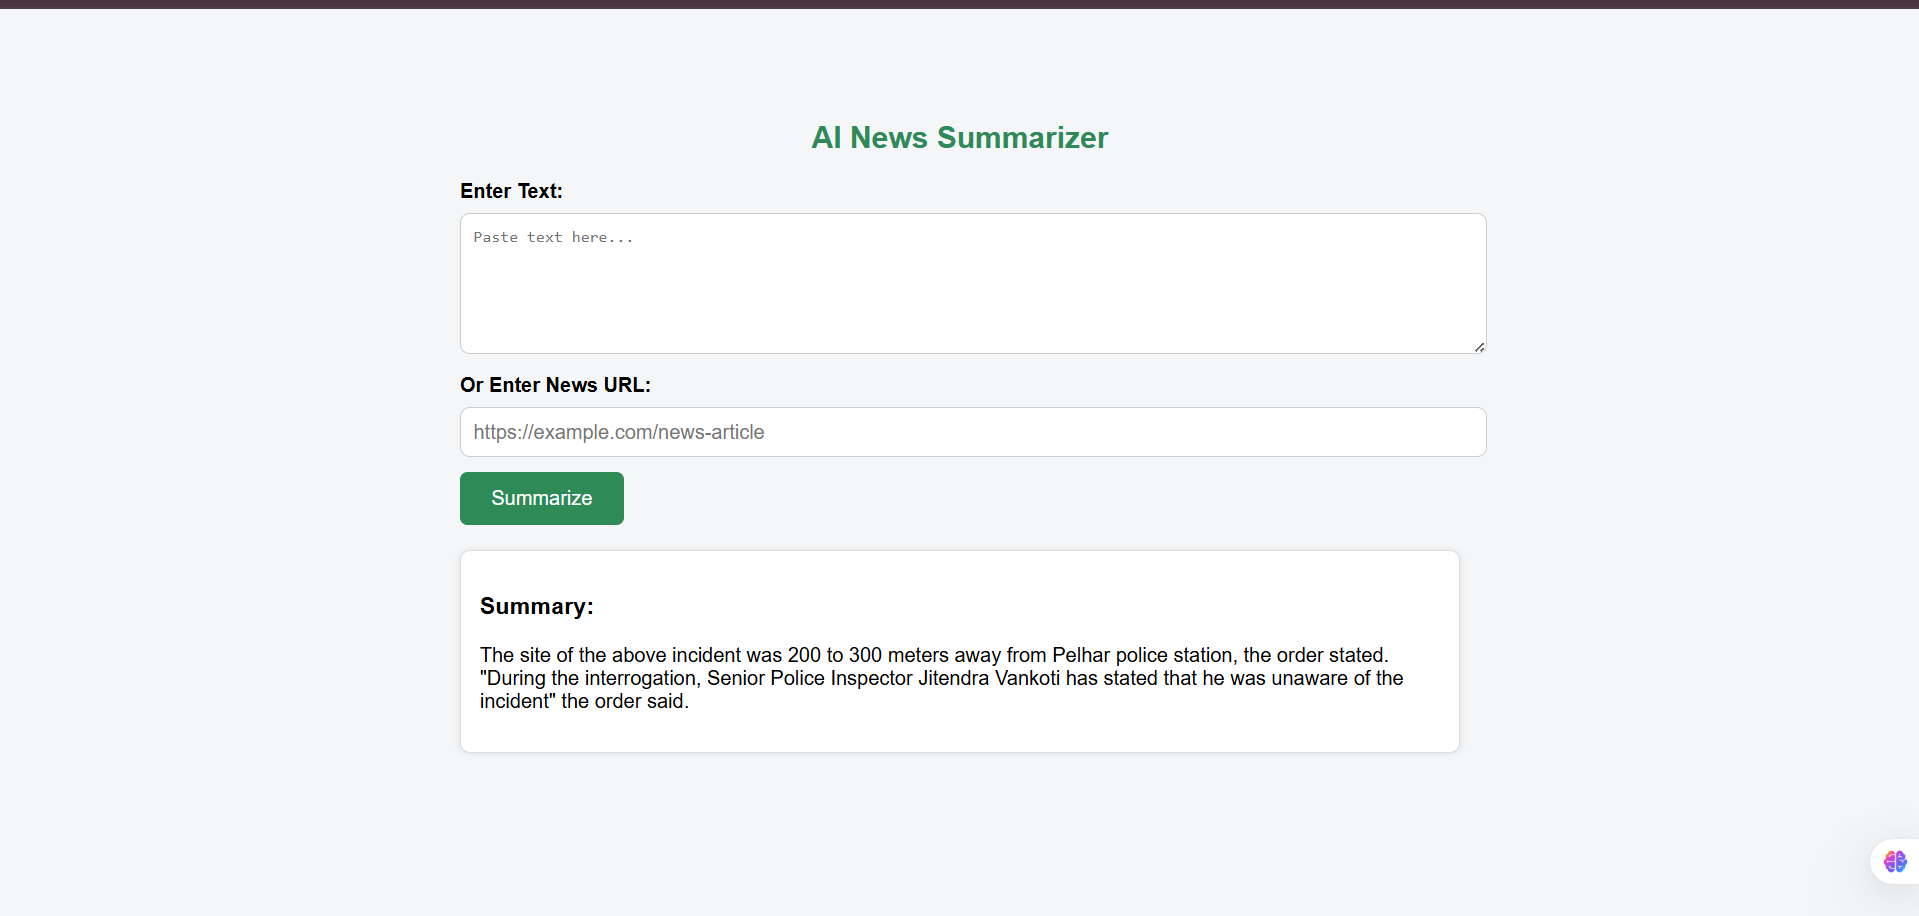 AI News Summarizer
Enter Text:
Paste text here...
Or Enter News URL:
https://example.com/news-article
Summarize
Summary:
The site of the above incident was 200 to 300 meters away from Pelhar police station, the order stated.
"During the interrogation, Senior Police Inspector Jitendra Vankoti has stated that he was unaware of the
incident" the order said.